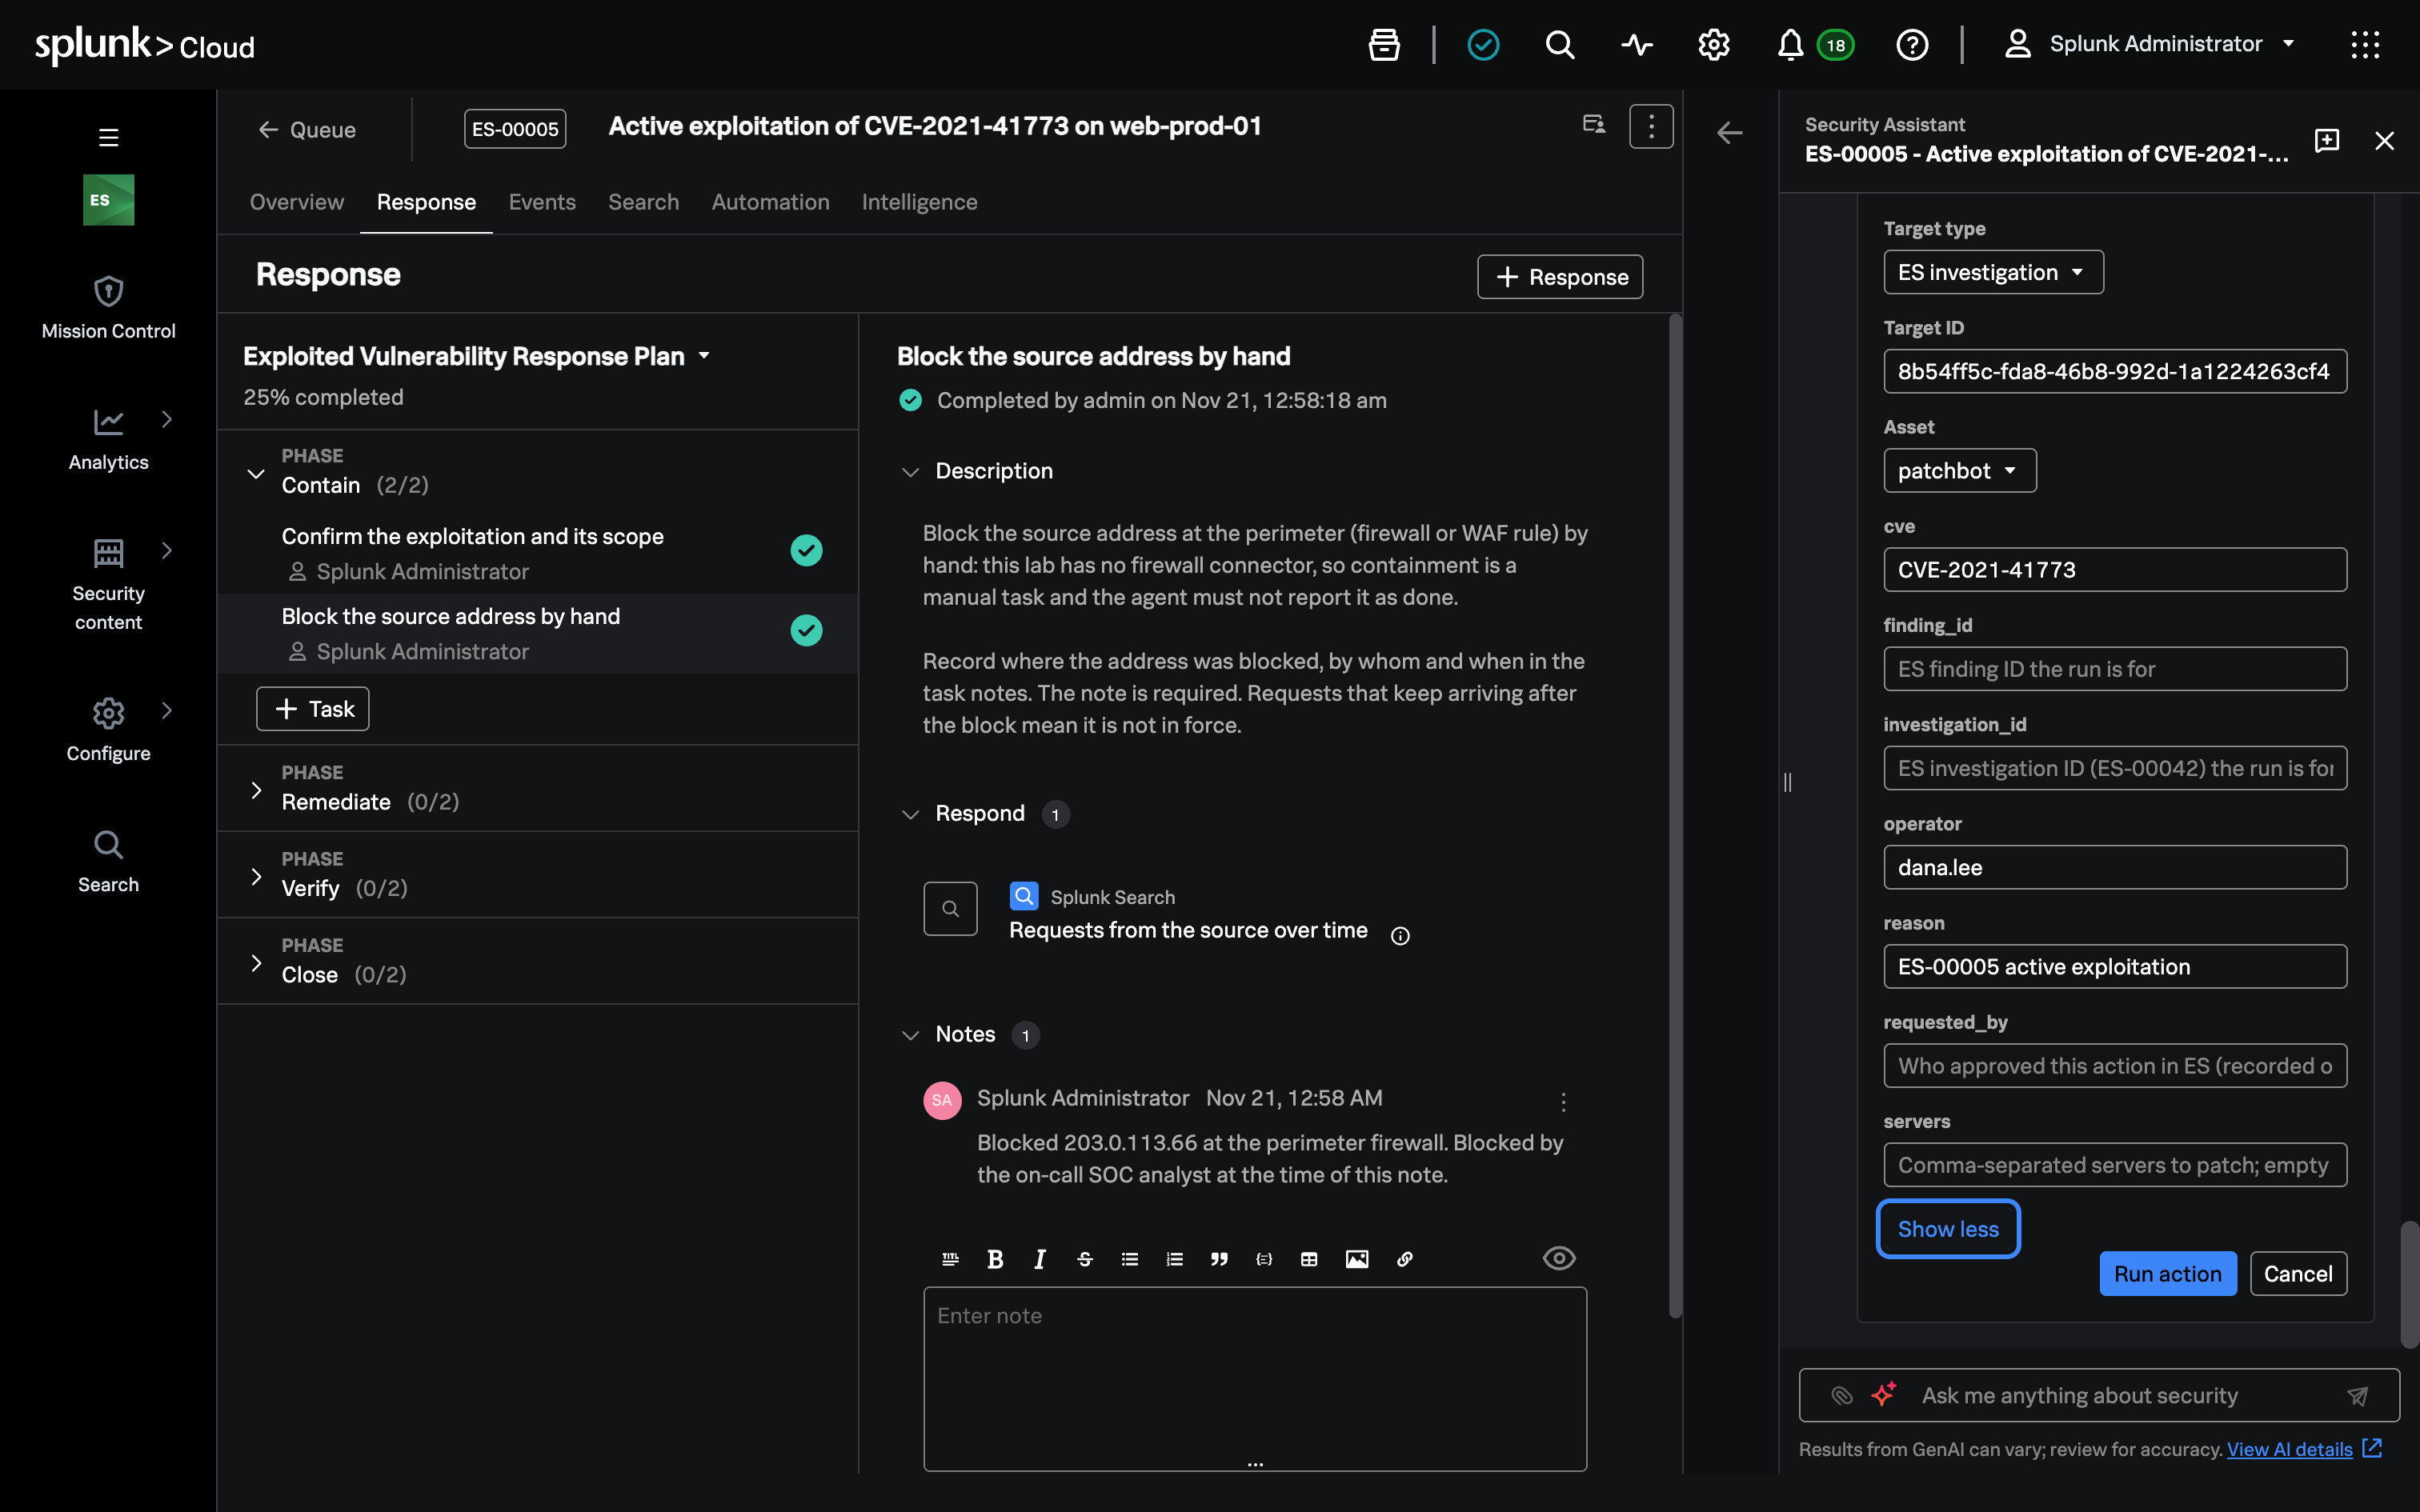 splunk>Cloud
18
Splunk Administrator
ES
Mission Control
Analytics
Security
content
Configure
Search
Queue
ES-00005
Active exploitation of CVE-2021-41773 on web-prod-01
Overview
Response
Events
Search
Automation
Intelligence
Response
Response
Exploited Vulnerability Response Plan
25% completed
PHASE
Contain (2/2)
Confirm the exploitation and its scope
Splunk Administrator
Block the source address by hand
Splunk Administrator
Task
PHASE
Remediate (0/2)
PHASE
Verify (0/2)
PHASE
Close (0/2)
Block the source address by hand
Completed by admin on Nov 21, 12:58:18 am
Description
Block the source address at the perimeter (firewall or WAF rule) by
hand: this lab has no firewall connector, so containment is a
manual task and the agent must not report it as done.
Record where the address was blocked, by whom and when in the
task notes. The note is required. Requests that keep arriving after
the block mean it is not in force.
Respond 1
Splunk Search
Requests from the source over time
Notes 1
SA
Splunk Administrator Nov 21, 12:58 AM
Blocked 203.0.113.66 at the perimeter firewall. Blocked by
the on-call SOC analyst at the time of this note.
Enter note
Security Assistant
ES-00005 - Active exploitation of CVE-2021-...
Target type
ES investigation
Target ID
8b54ff5c-fda8-46b8-992d-1a1224263cf4
Asset
patchbot
cve
CVE-2021-41773
finding_id
ES finding ID the run is for
investigation_id
ES investigation ID (ES-00042) the run is for
operator
dana.lee
reason
ES-00005 active exploitation
requested_by
Who approved this action in ES (recorded o
servers
Comma-separated servers to patch; empty
Show less
Run action
Cancel
Ask me anything about security
Results from GenAI can vary; review for accuracy. View AI details